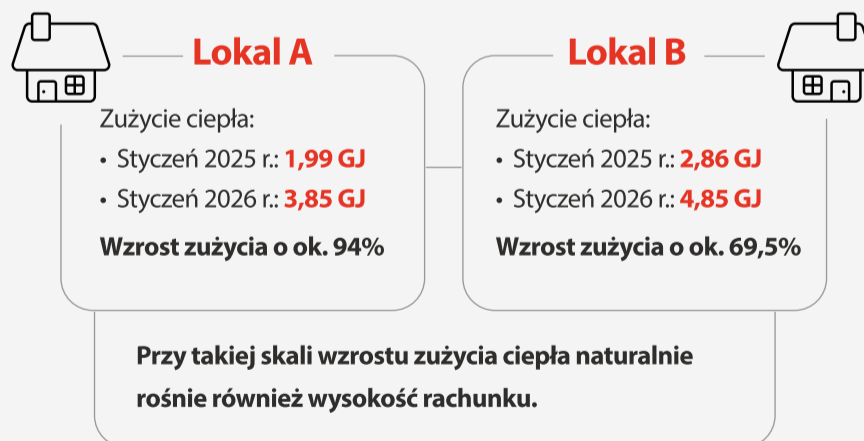 Lokal A
Zużycie ciepła:
• Styczeń 2025 r.: 1,99 GJ
• Styczeń 2026 r.: 3,85 GJ
Wzrost zużycia o ok. 94%
Lokal B
Zużycie ciepła:
• Styczeń 2025 r.: 2,86 GJ
• Styczeń 2026 r.: 4,85 GJ
Wzrost zużycia o ok. 69,5%
Przy takiej skali wzrostu zużycia ciepła naturalnie
rośnie również wysokość rachunku.